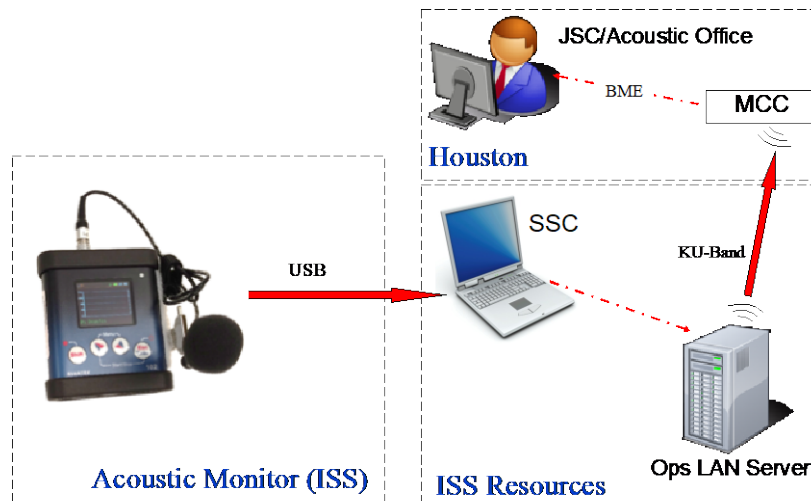 JSC/Acoustic Office
BME
MCC
Houston
SSC
KU-Band
USB
Ops LAN Server
Acoustic Monitor (ISS)
ISS Resources